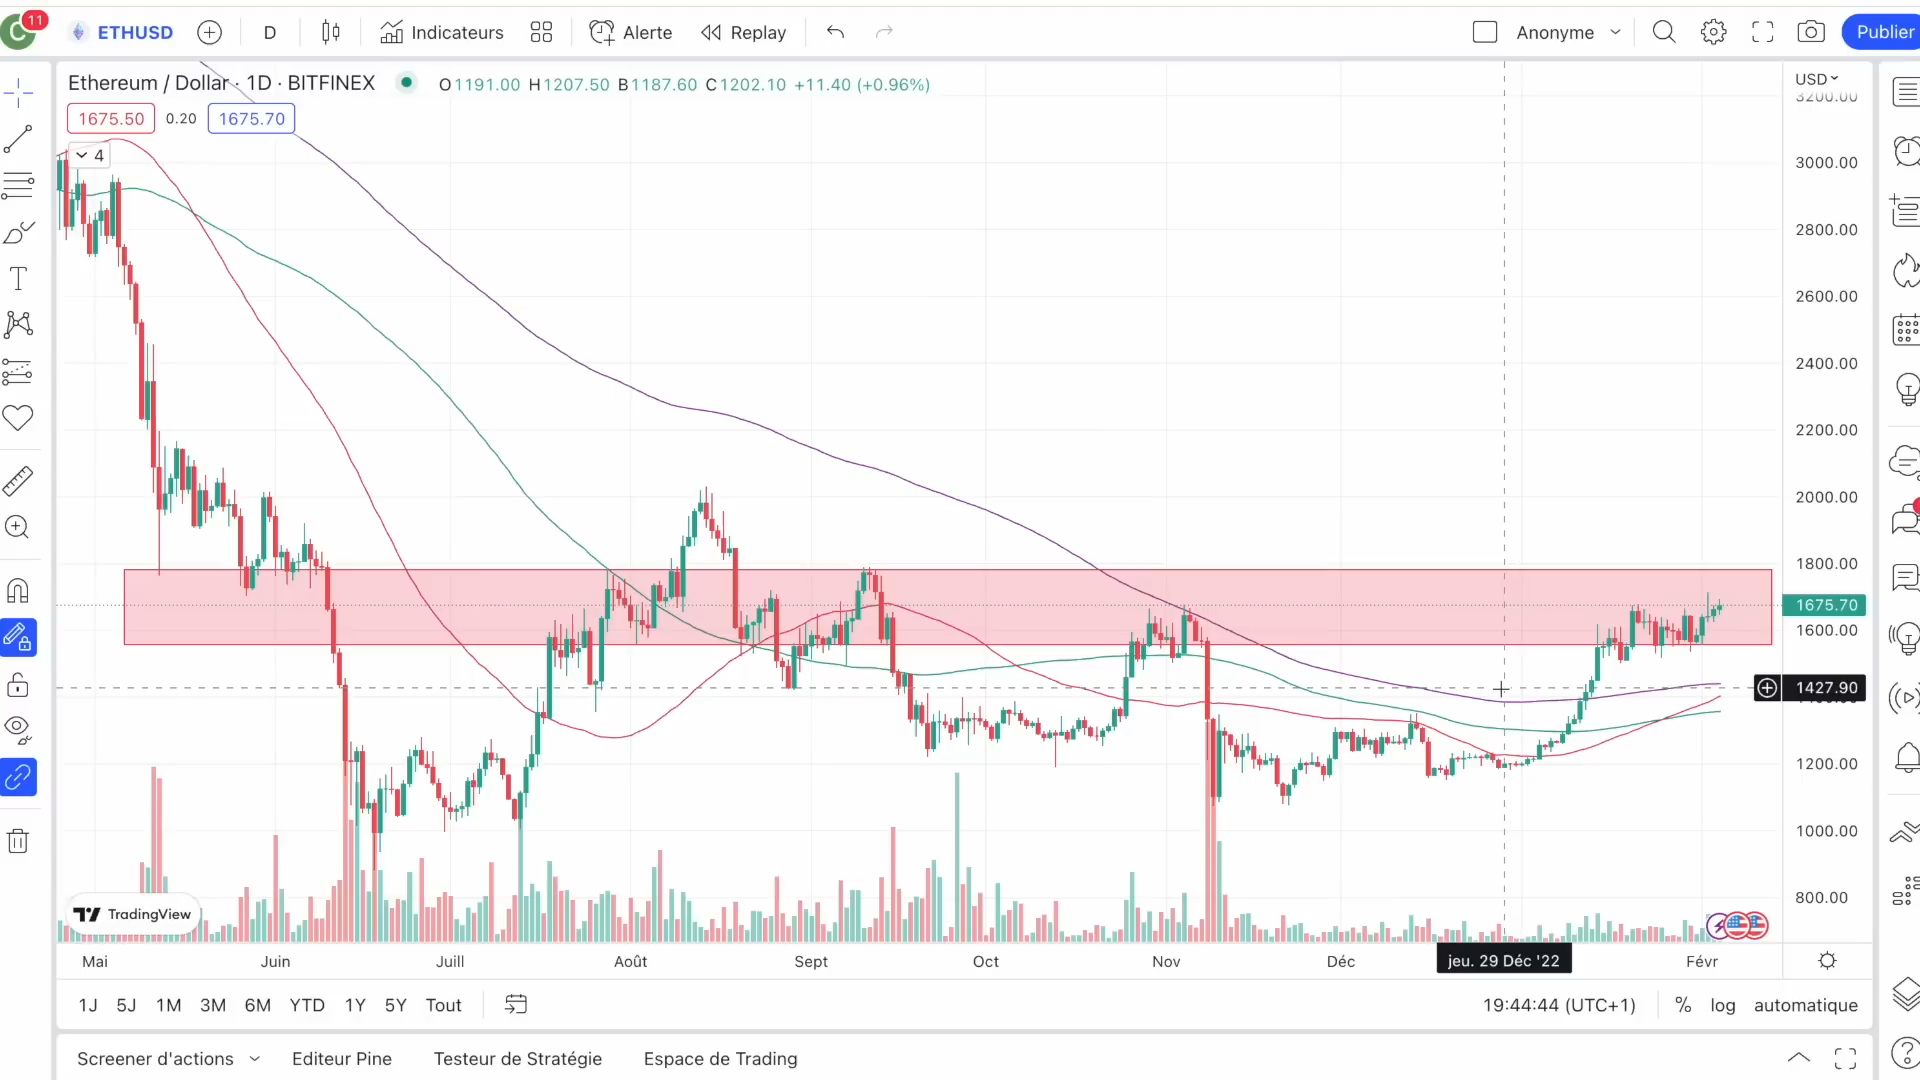 C
11
ETHUSD
D
Indicateurs
Alerte
Replay
Anonyme
Publier
Ethereum / Dollar · 1D · BITFINEX
O1191.00 H1207.50 B1187.60 C1202.10 +11.40 (+0.96%)
1675.50
0.20
1675.70
4
USD
3200.00
3000.00
2800.00
2600.00
2400.00
2200.00
2000.00
1800.00
1675.70
1600.00
1427.90
1200.00
1000.00
800.00
TradingView
Mai
Juin
Juill
Août
Sept
Oct
Nov
Déc
jeu. 29 Déc '22
Févr
1J
5J
1M
3M
6M
YTD
1Y
5Y
Tout
19:44:44 (UTC+1)
%
log
automatique
Screener d'actions
Editeur Pine
Testeur de Stratégie
Espace de Trading